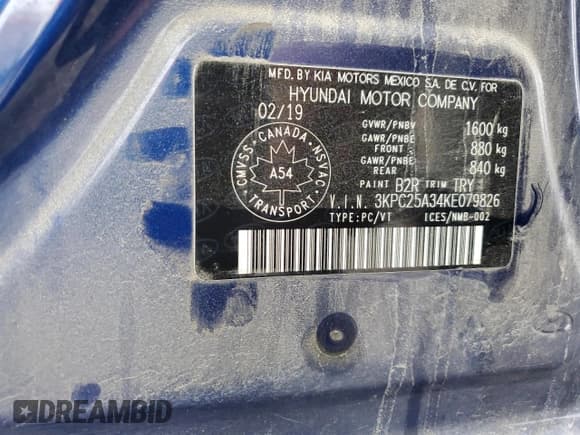 MFD. BY KIA MOTORS MEXICO S.A. DE C.V. FOR
HYUNDAI MOTOR COMPANY
02/19
GVWR/PNBV 1600 kg
GAWR/PNBE FRONT : 880 kg
GAWR/PNBE REAR 840 kg
PAINT B2R TRIM TRY
V.I.N. 3KPC25A34KE079826
TYPE:PC/VT ICES/NMB-002
CMVSS • CANADA • NSVAC
A54
TRANSPORT
DREAMBID